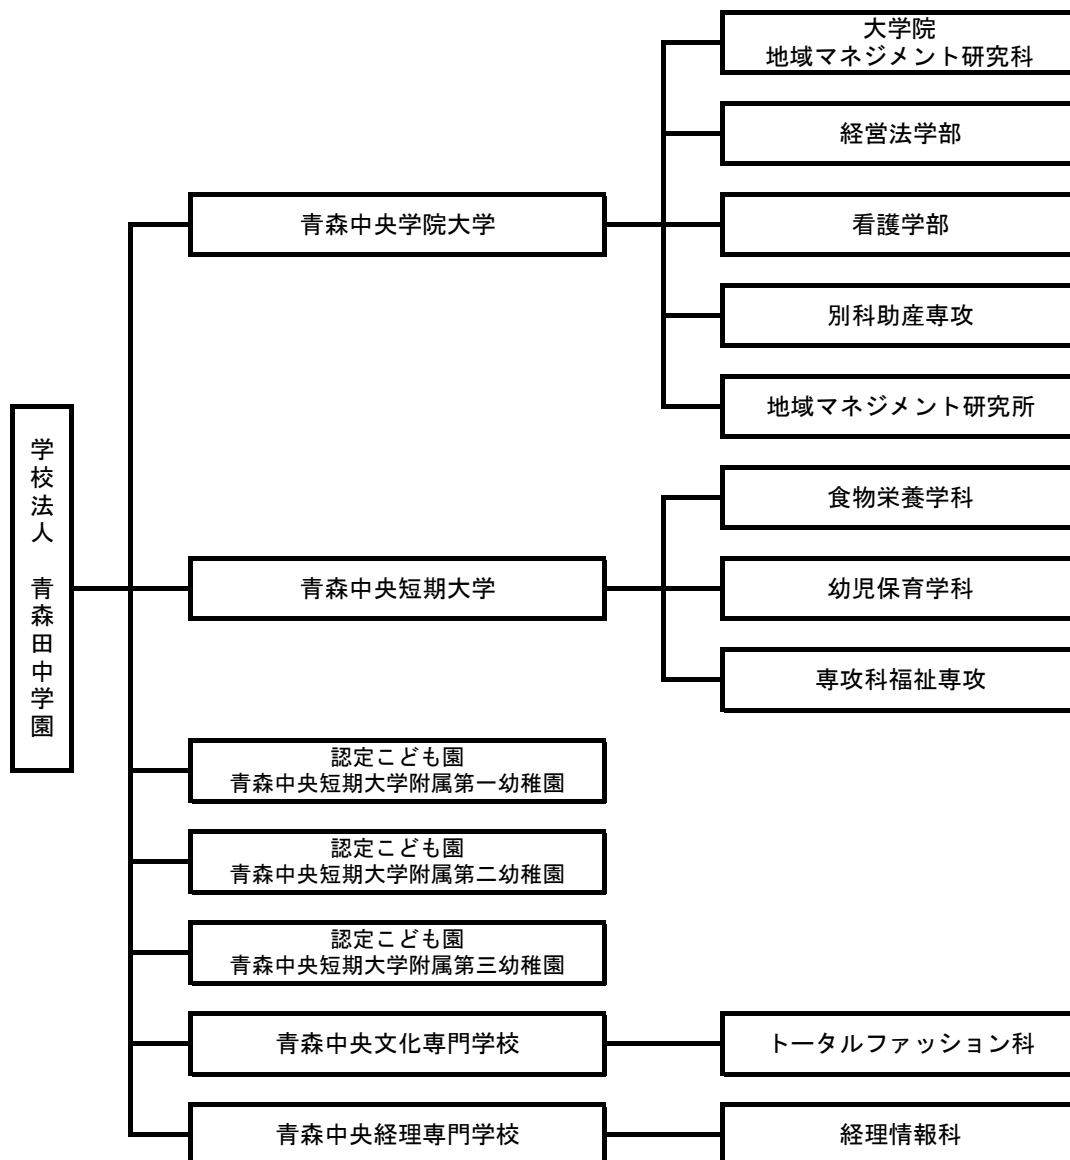 学校法人 青森田中学園
青森中央学院大学
大学院
地域マネジメント研究科
経営法学部
看護学部
別科助産専攻
地域マネジメント研究所
青森中央短期大学
食物栄養学科
幼児保育学科
専攻科福祉専攻
認定こども園
青森中央短期大学附属第一幼稚園
認定こども園
青森中央短期大学附属第二幼稚園
認定こども園
青森中央短期大学附属第三幼稚園
青森中央文化専門学校
トータルファッション科
青森中央経理専門学校
経理情報科